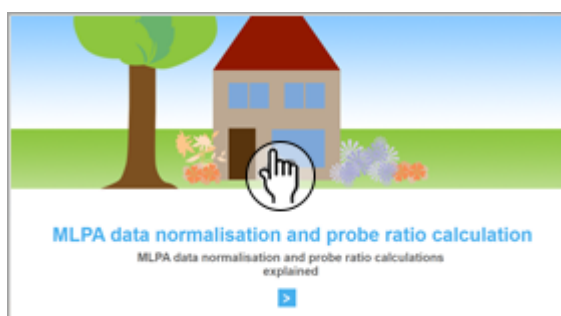 MLPA data normalisation and probe ratio calculation
MLPA data normalisation and probe ratio calculations
explained
>